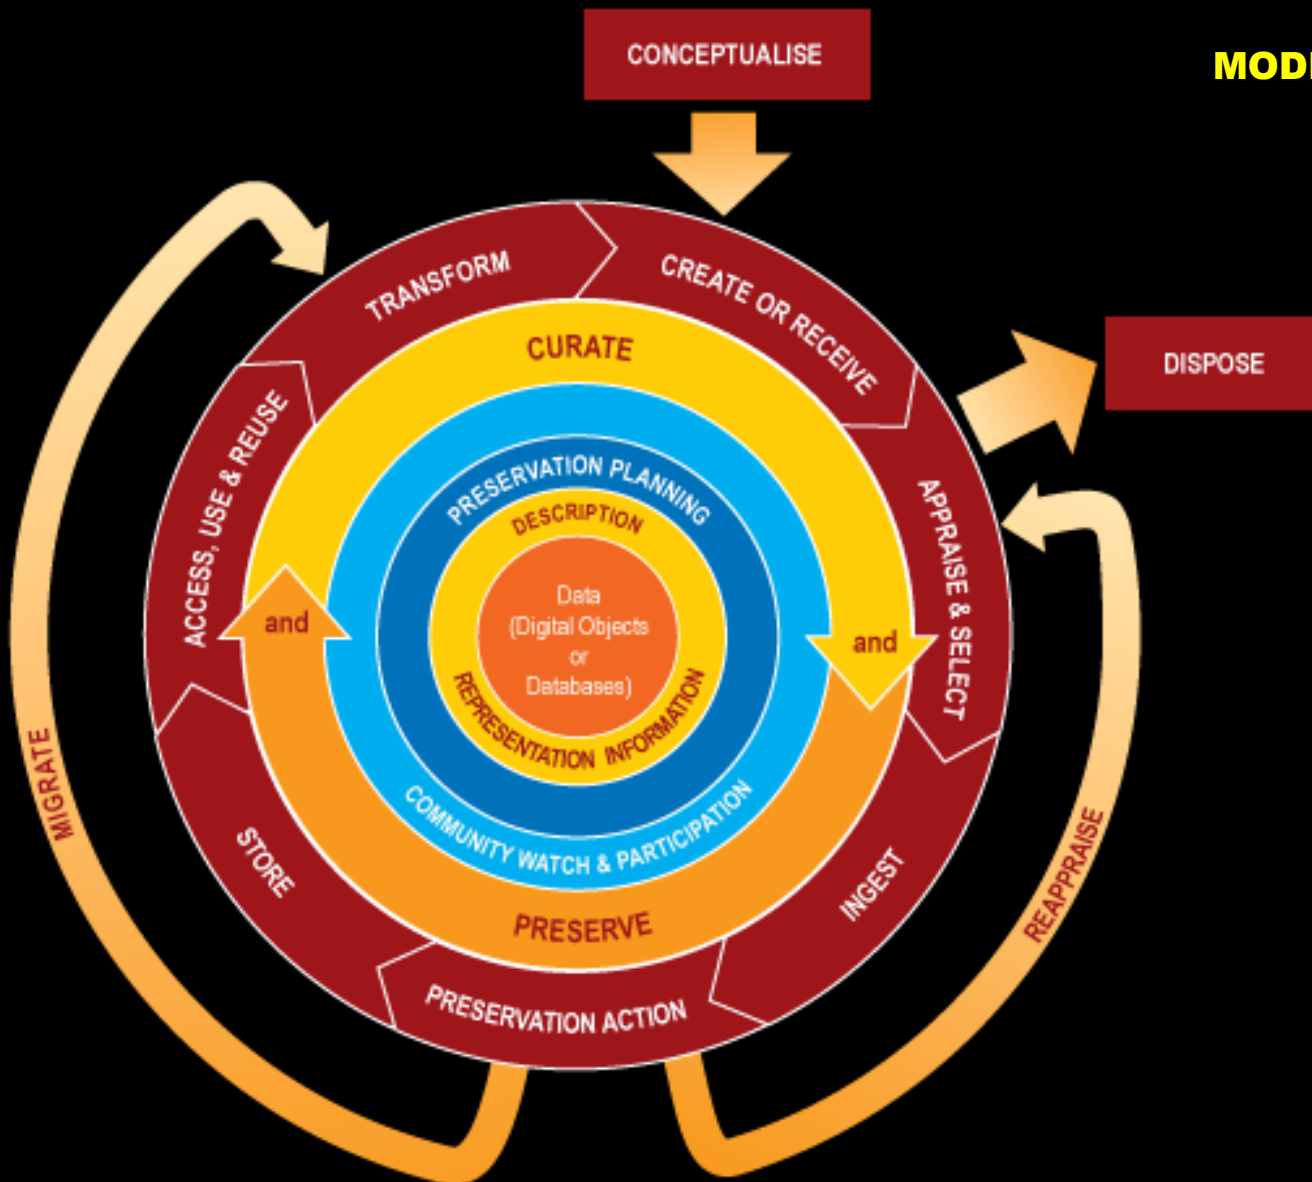 CONCEPTUALISE
DISPOSE
TRANSFORM
CREATE OR RECEIVE
APPRAISE & SELECT
INGEST
PRESERVATION ACTION
STORE
ACCESS, USE & REUSE
CURATE
and
PRESERVE
and
COMMUNITY WATCH & PARTICIPATION
PRESERVATION PLANNING
DESCRIPTION
REPRESENTATION INFORMATION
Data
(Digital Objects
or
Databases)
MIGRATE
REAPPRAISE